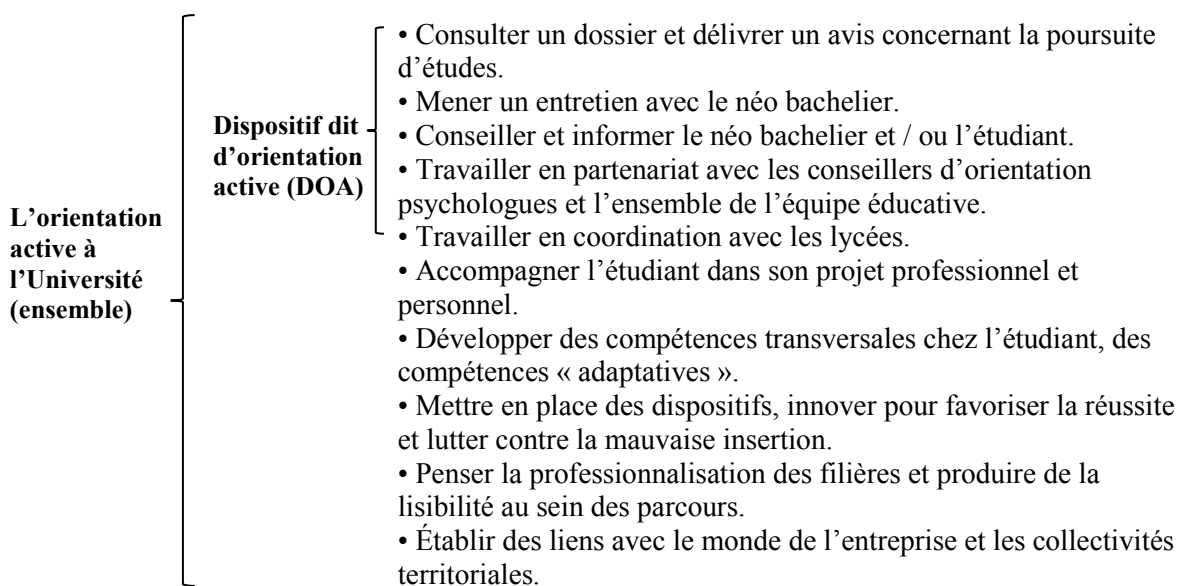 L’orientation
active à
l’Université
(ensemble)
Dispositif dit
d’orientation
active (DOA)
• Consulter un dossier et délivrer un avis concernant la poursuite
d’études.
• Mener un entretien avec le néo bachelier.
• Conseiller et informer le néo bachelier et / ou l’étudiant.
• Travailler en partenariat avec les conseillers d’orientation
psychologues et l’ensemble de l’équipe éducative.
• Travailler en coordination avec les lycées.
• Accompagner l’étudiant dans son projet professionnel et
personnel.
• Développer des compétences transversales chez l’étudiant, des
compétences « adaptatives ».
• Mettre en place des dispositifs, innover pour favoriser la réussite
et lutter contre la mauvaise insertion.
• Penser la professionnalisation des filières et produire de la
lisibilité au sein des parcours.
• Établir des liens avec le monde de l’entreprise et les collectivités
territoriales.